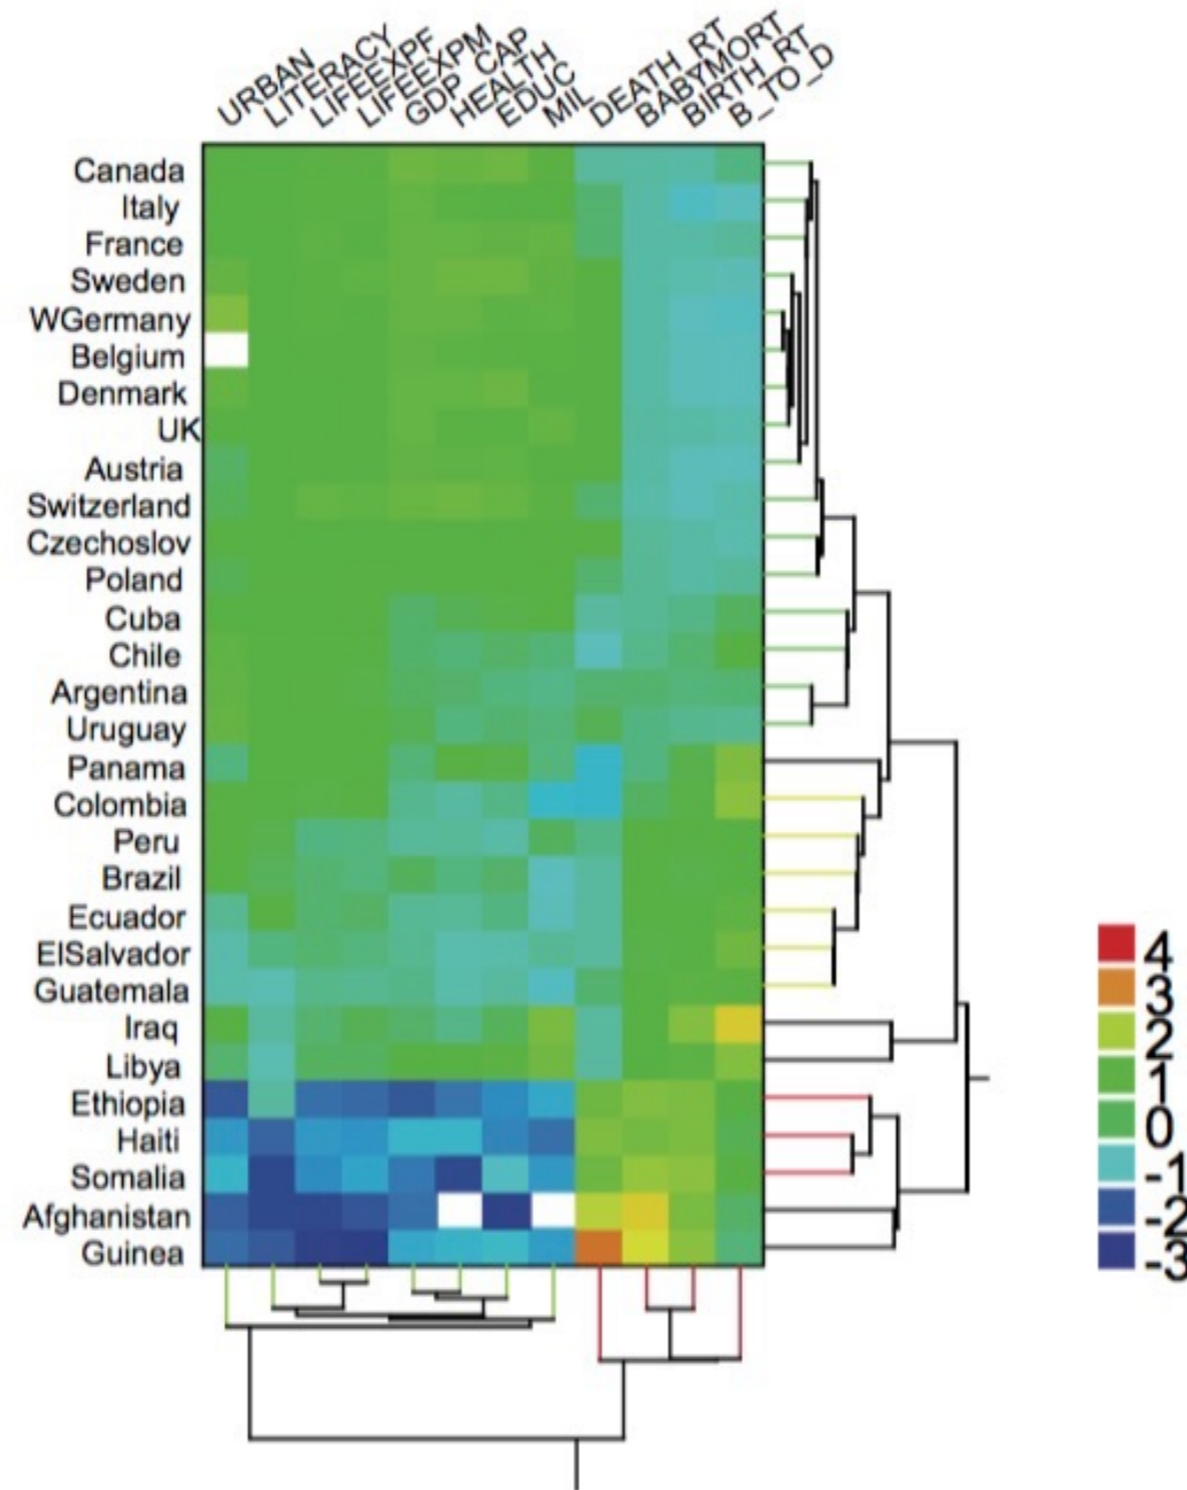 URBAN
LITERACY
LIFEEXPF
LIFEEXPM
GDP_CAP
HEALTH
EDUC
MIL
DEATH_RT
BABYMORT
BIRTH_RT
B_TO_D
Canada
Italy
France
Sweden
WGermany
Belgium
Denmark
UK
Austria
Switzerland
Czechoslov
Poland
Cuba
Chile
Argentina
Uruguay
Panama
Colombia
Peru
Brazil
Ecuador
ElSalvador
Guatemala
Iraq
Libya
Ethiopia
Haiti
Somalia
Afghanistan
Guinea
4
3
2
1
0
-1
-2
-3